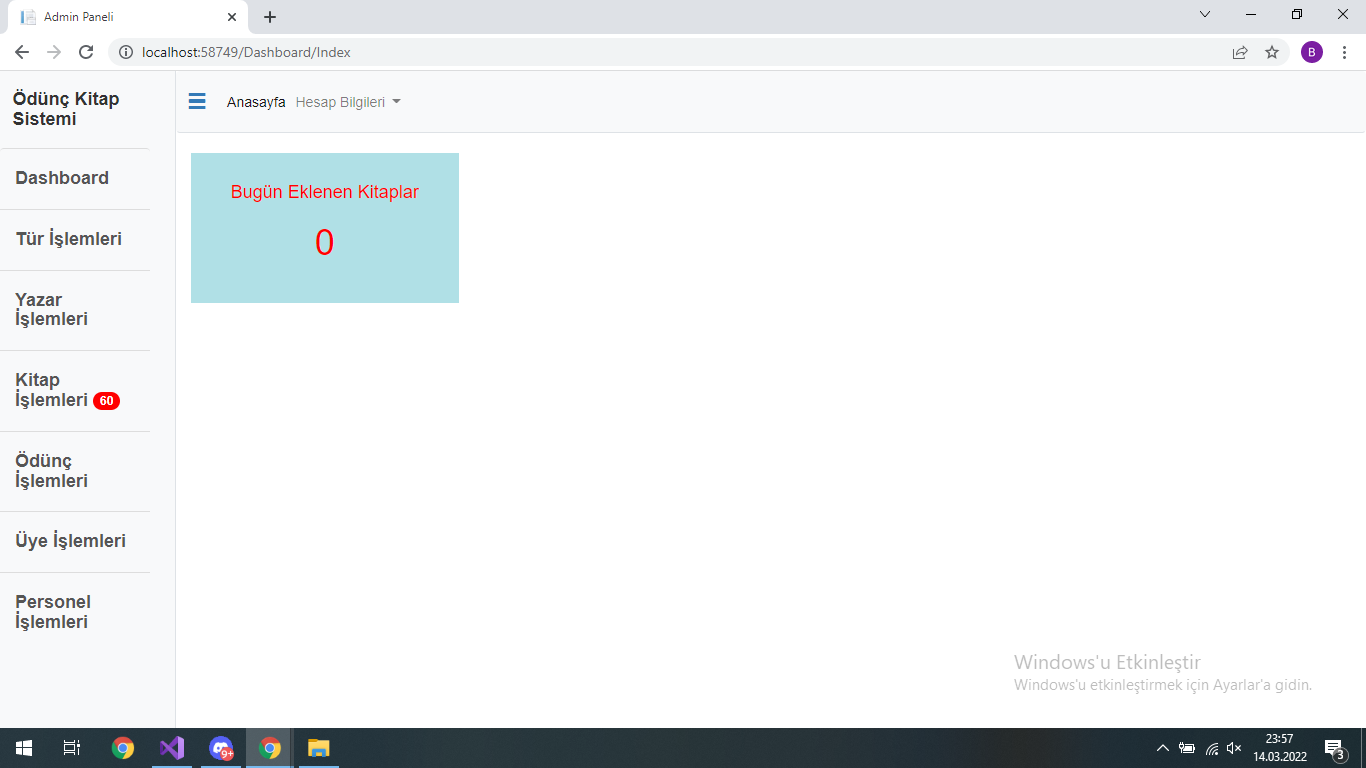 Admin Paneli
localhost:58749/Dashboard/Index
B
Ödünç Kitap
Sistemi
Anasayfa Hesap Bilgileri
Dashboard
Tür İşlemleri
Yazar
İşlemleri
Kitap
İşlemleri 60
Ödünç
İşlemleri
Üye İşlemleri
Personel
İşlemleri
Bugün Eklenen Kitaplar
0
Windows'u Etkinleştir
Windows'u etkinleştirmek için Ayarlar'a gidin.
9+
23:57
14.03.2022
3